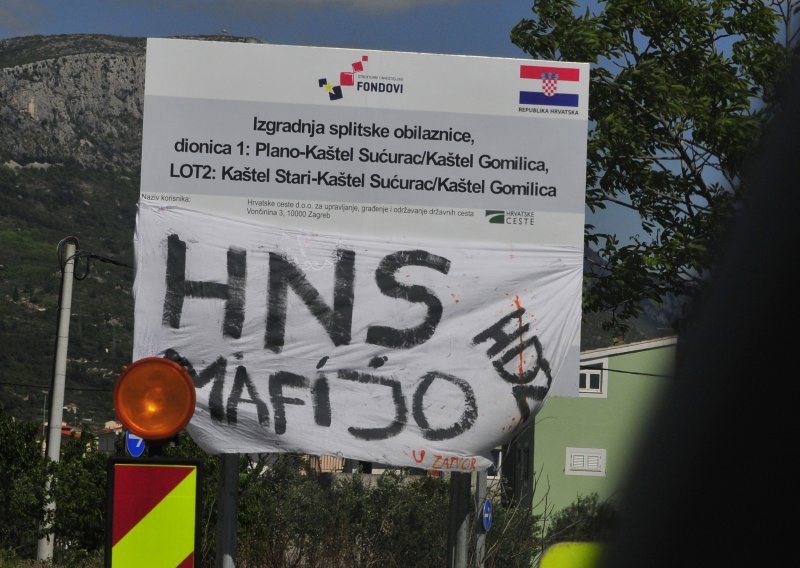 STRUKTURNI I INVESTICIJSKI
FONDOVI
REPUBLIKA HRVATSKA
Izgradnja splitske obilaznice,
dionica 1: Plano-Kaštel Sućurac/Kaštel Gomilica,
LOT2: Kaštel Stari-Kaštel Sućurac/Kaštel Gomilica
Naziv korisnika:
Hrvatske ceste d.o.o. za upravljanje, građenje i održavanje državnih cesta
Vončinina 3, 10000 Zagreb
HRVATSKE
CESTE
HNS
MAFIJO
HDZ
U ZATVOR